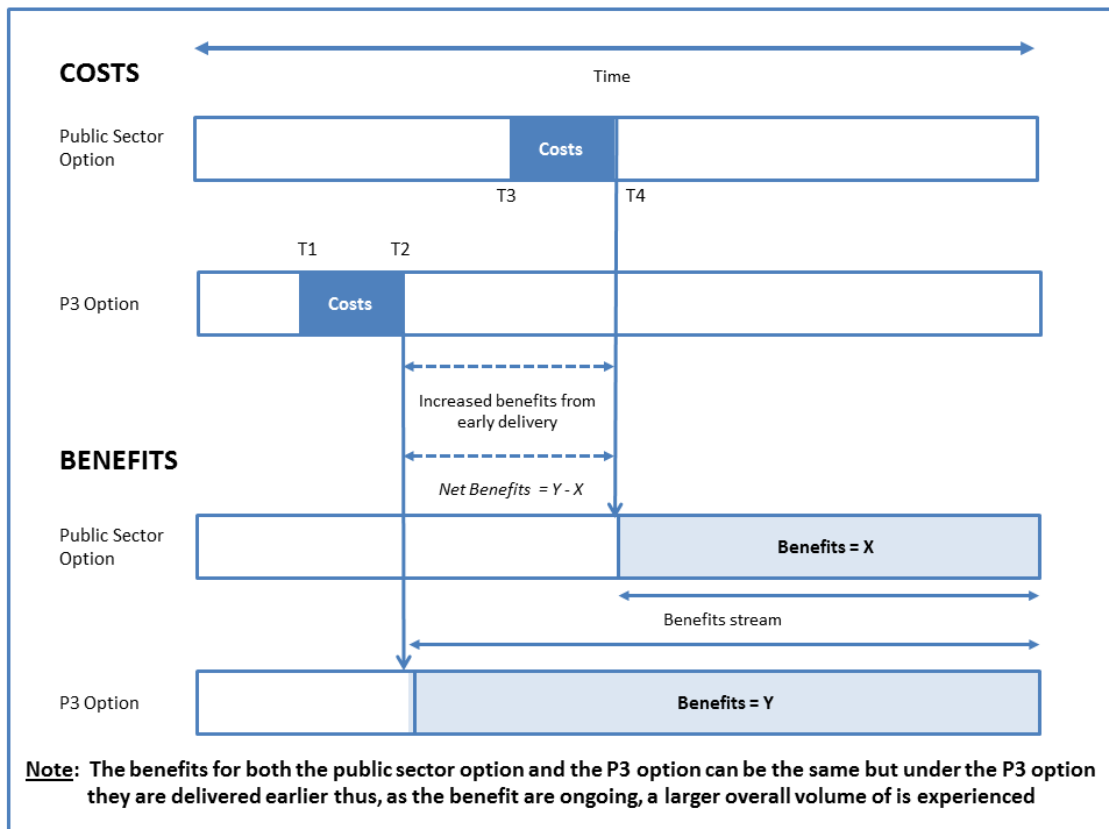 COSTS
Time
Public Sector
Option
Costs
T3
T4
T1
T2
P3 Option
Costs
Increased benefits from
early delivery
BENEFITS
Net Benefits = Y - X
Public Sector
Option
Benefits = X
Benefits stream
P3 Option
Benefits = Y
Note: The benefits for both the public sector option and the P3 option can be the same but under the P3 option
they are delivered earlier thus, as the benefit are ongoing, a larger overall volume of is experienced